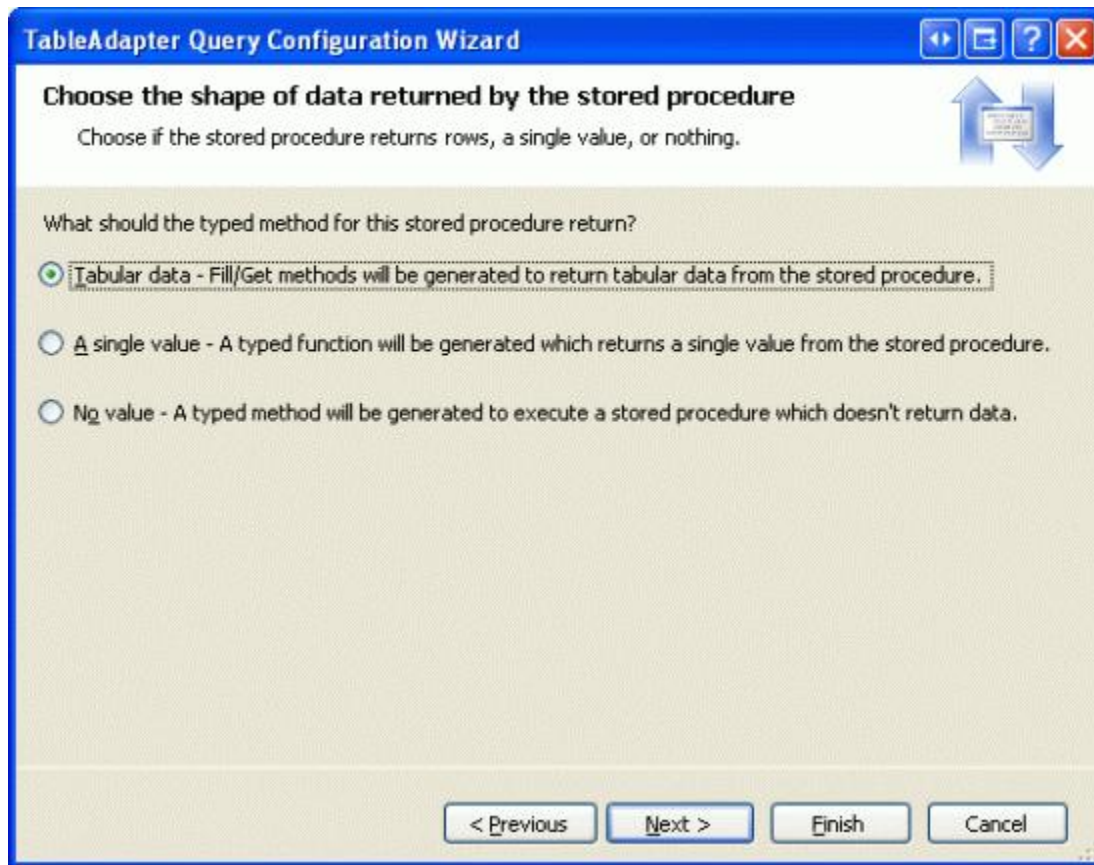 TableAdapter Query Configuration Wizard
Choose the shape of data returned by the stored procedure
Choose if the stored procedure returns rows, a single value, or nothing.
What should the typed method for this stored procedure return?
Tabular data - Fill/Get methods will be generated to return tabular data from the stored procedure.
A single value - A typed function will be generated which returns a single value from the stored procedure.
No value - A typed method will be generated to execute a stored procedure which doesn't return data.
< Previous Next > Finish Cancel